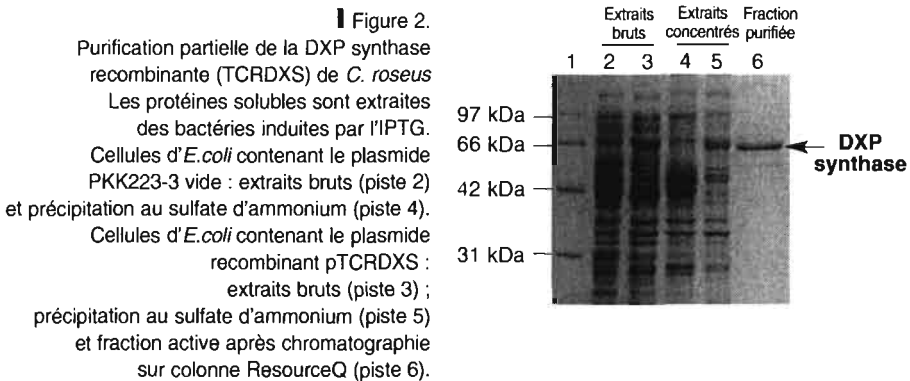 Figure 2.
Purification partielle de la DXP synthase
recombinante (TCRDXS) de C. roseus
Les protéines solubles sont extraites
des bactéries induites par l'IPTG.
Cellules d'E.coli contenant le plasmide
PKK223-3 vide : extraits bruts (piste 2)
et précipitation au sulfate d'ammonium (piste 4).
Cellules d'E.coli contenant le plasmide
recombinant pTCRDXS :
extraits bruts (piste 3) ;
précipitation au sulfate d'ammonium (piste 5)
et fraction active après chromatographie
sur colonne ResourceQ (piste 6).
Extraits bruts
Extraits concentrés
Fraction purifiée
1 2 3 4 5 6
97 kDa
66 kDa
42 kDa
31 kDa
DXP
synthase